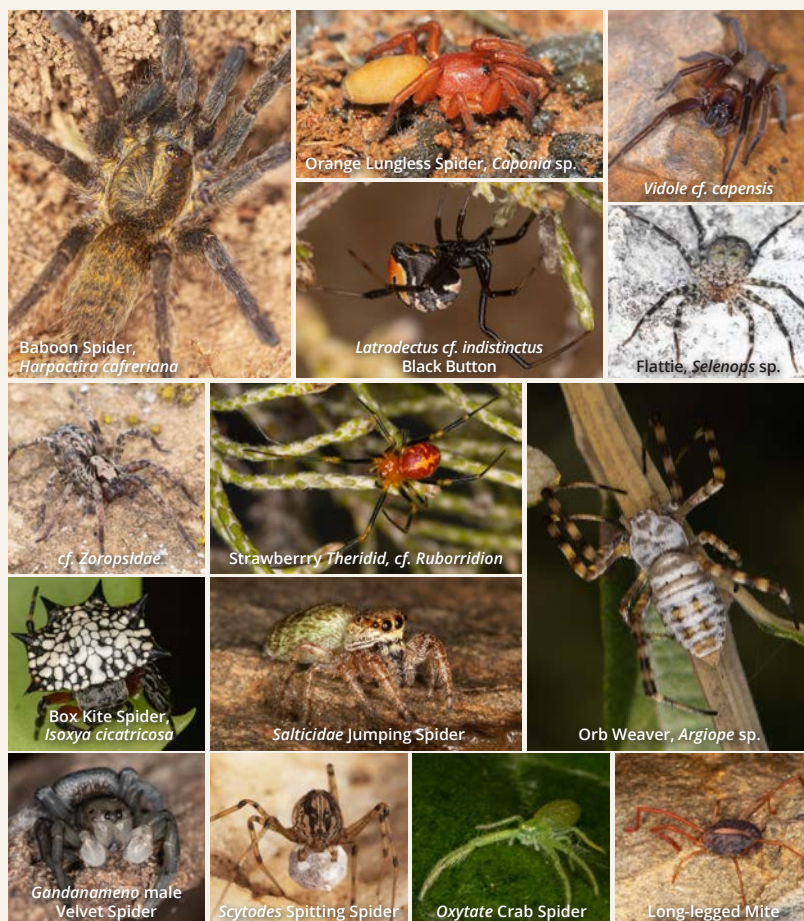 Orange Lungless Spider, Caponia sp.
Vidole cf. capensis
Baboon Spider,
Harpactira cafreriana
Latrodectus cf. indistinctus
Black Button
Flattie, Selenops sp.
cf. Zoropsidae
Strawberrry Theridid, cf. Ruborridion
Box Kite Spider,
Isoxya cicatricosa
Salticidae Jumping Spider
Orb Weaver, Argiope sp.
Gandanameno male
Velvet Spider
Scytodes Spitting Spider
Oxytate Crab Spider
Long-legged Mite